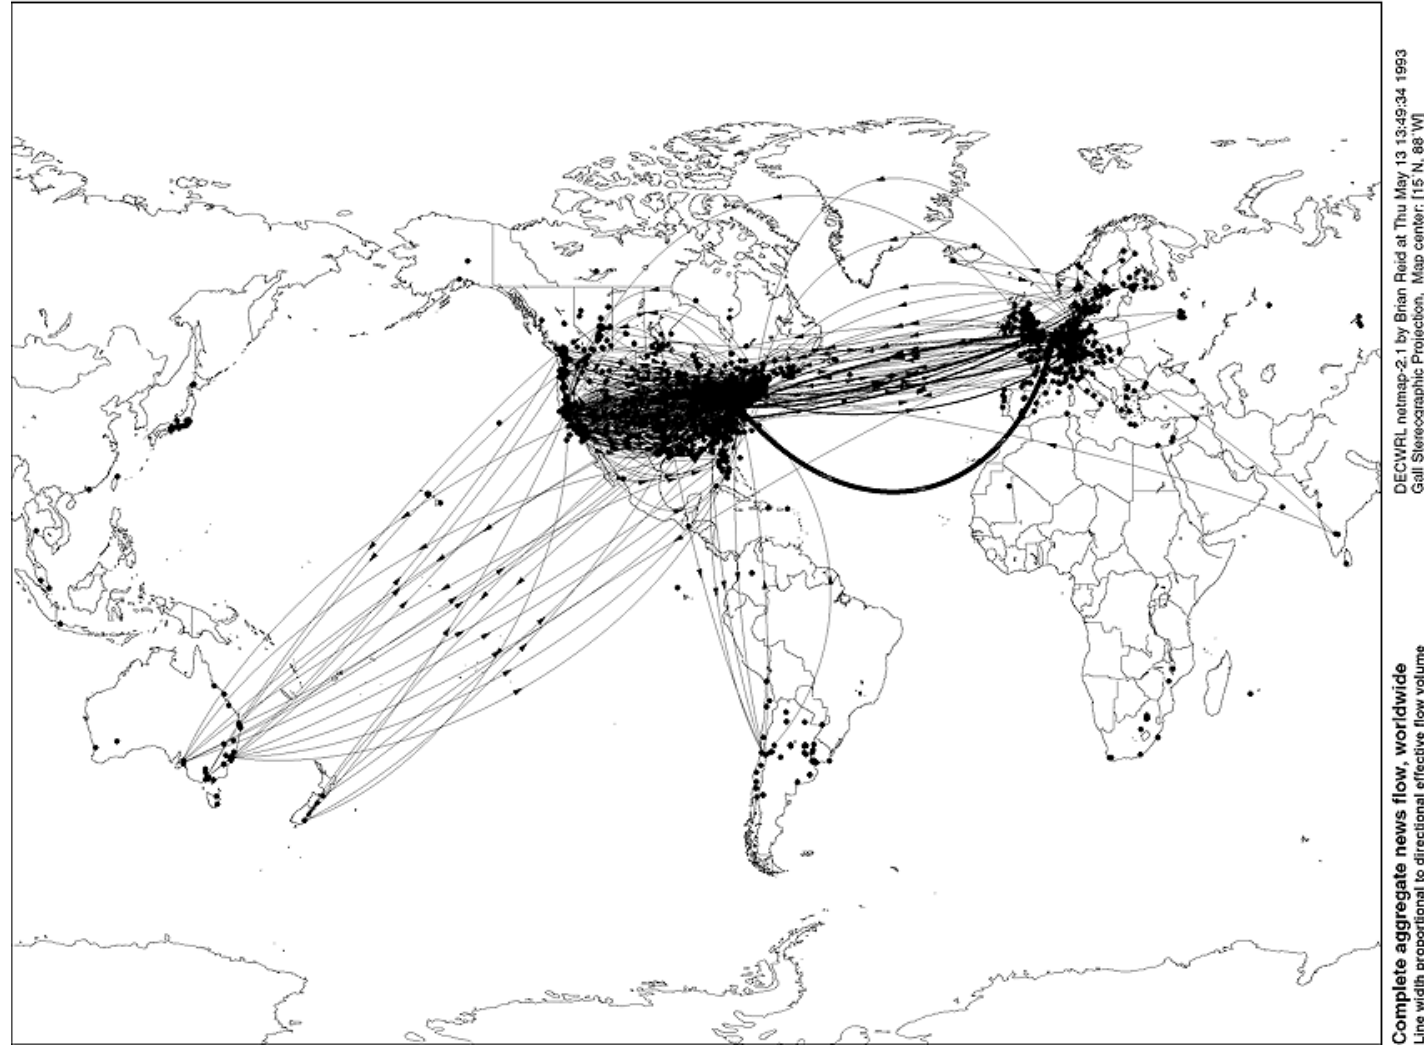 Complete aggregate news flow, worldwide
Line width proportional to directional effective flow volume
DECWRL netmap-2.1 by Brian Reid at Thu May 13 13:49:34 1993
Gall Stereographic Projection. Map center: [15°N, 88°W]